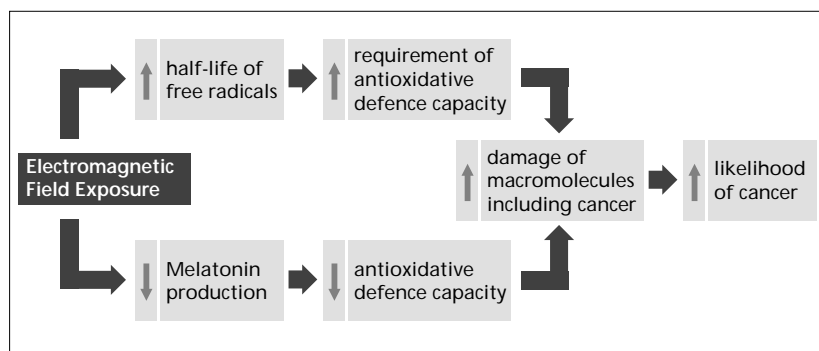 half-life of
free radicals
requirement of
antioxidative
defence capacity
Electromagnetic
Field Exposure
damage of
macromolecules
including cancer
likelihood
of cancer
Melatonin
production
antioxidative
defence capacity